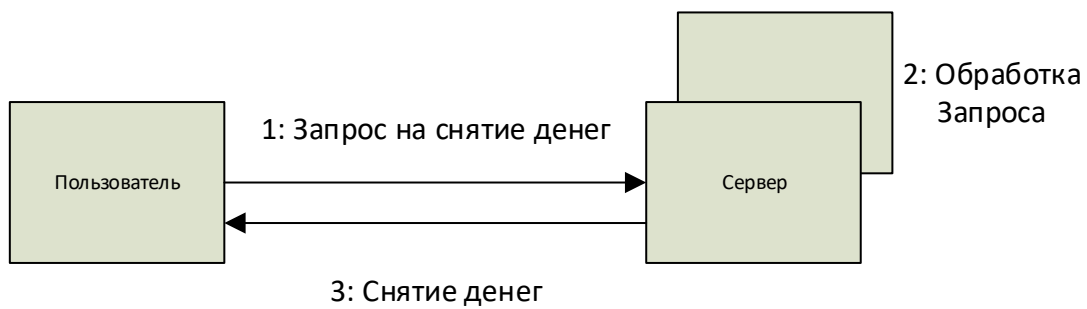 2: Обработка
Запроса
1: Запрос на снятие денег
Пользователь
Сервер
3: Снятие денег